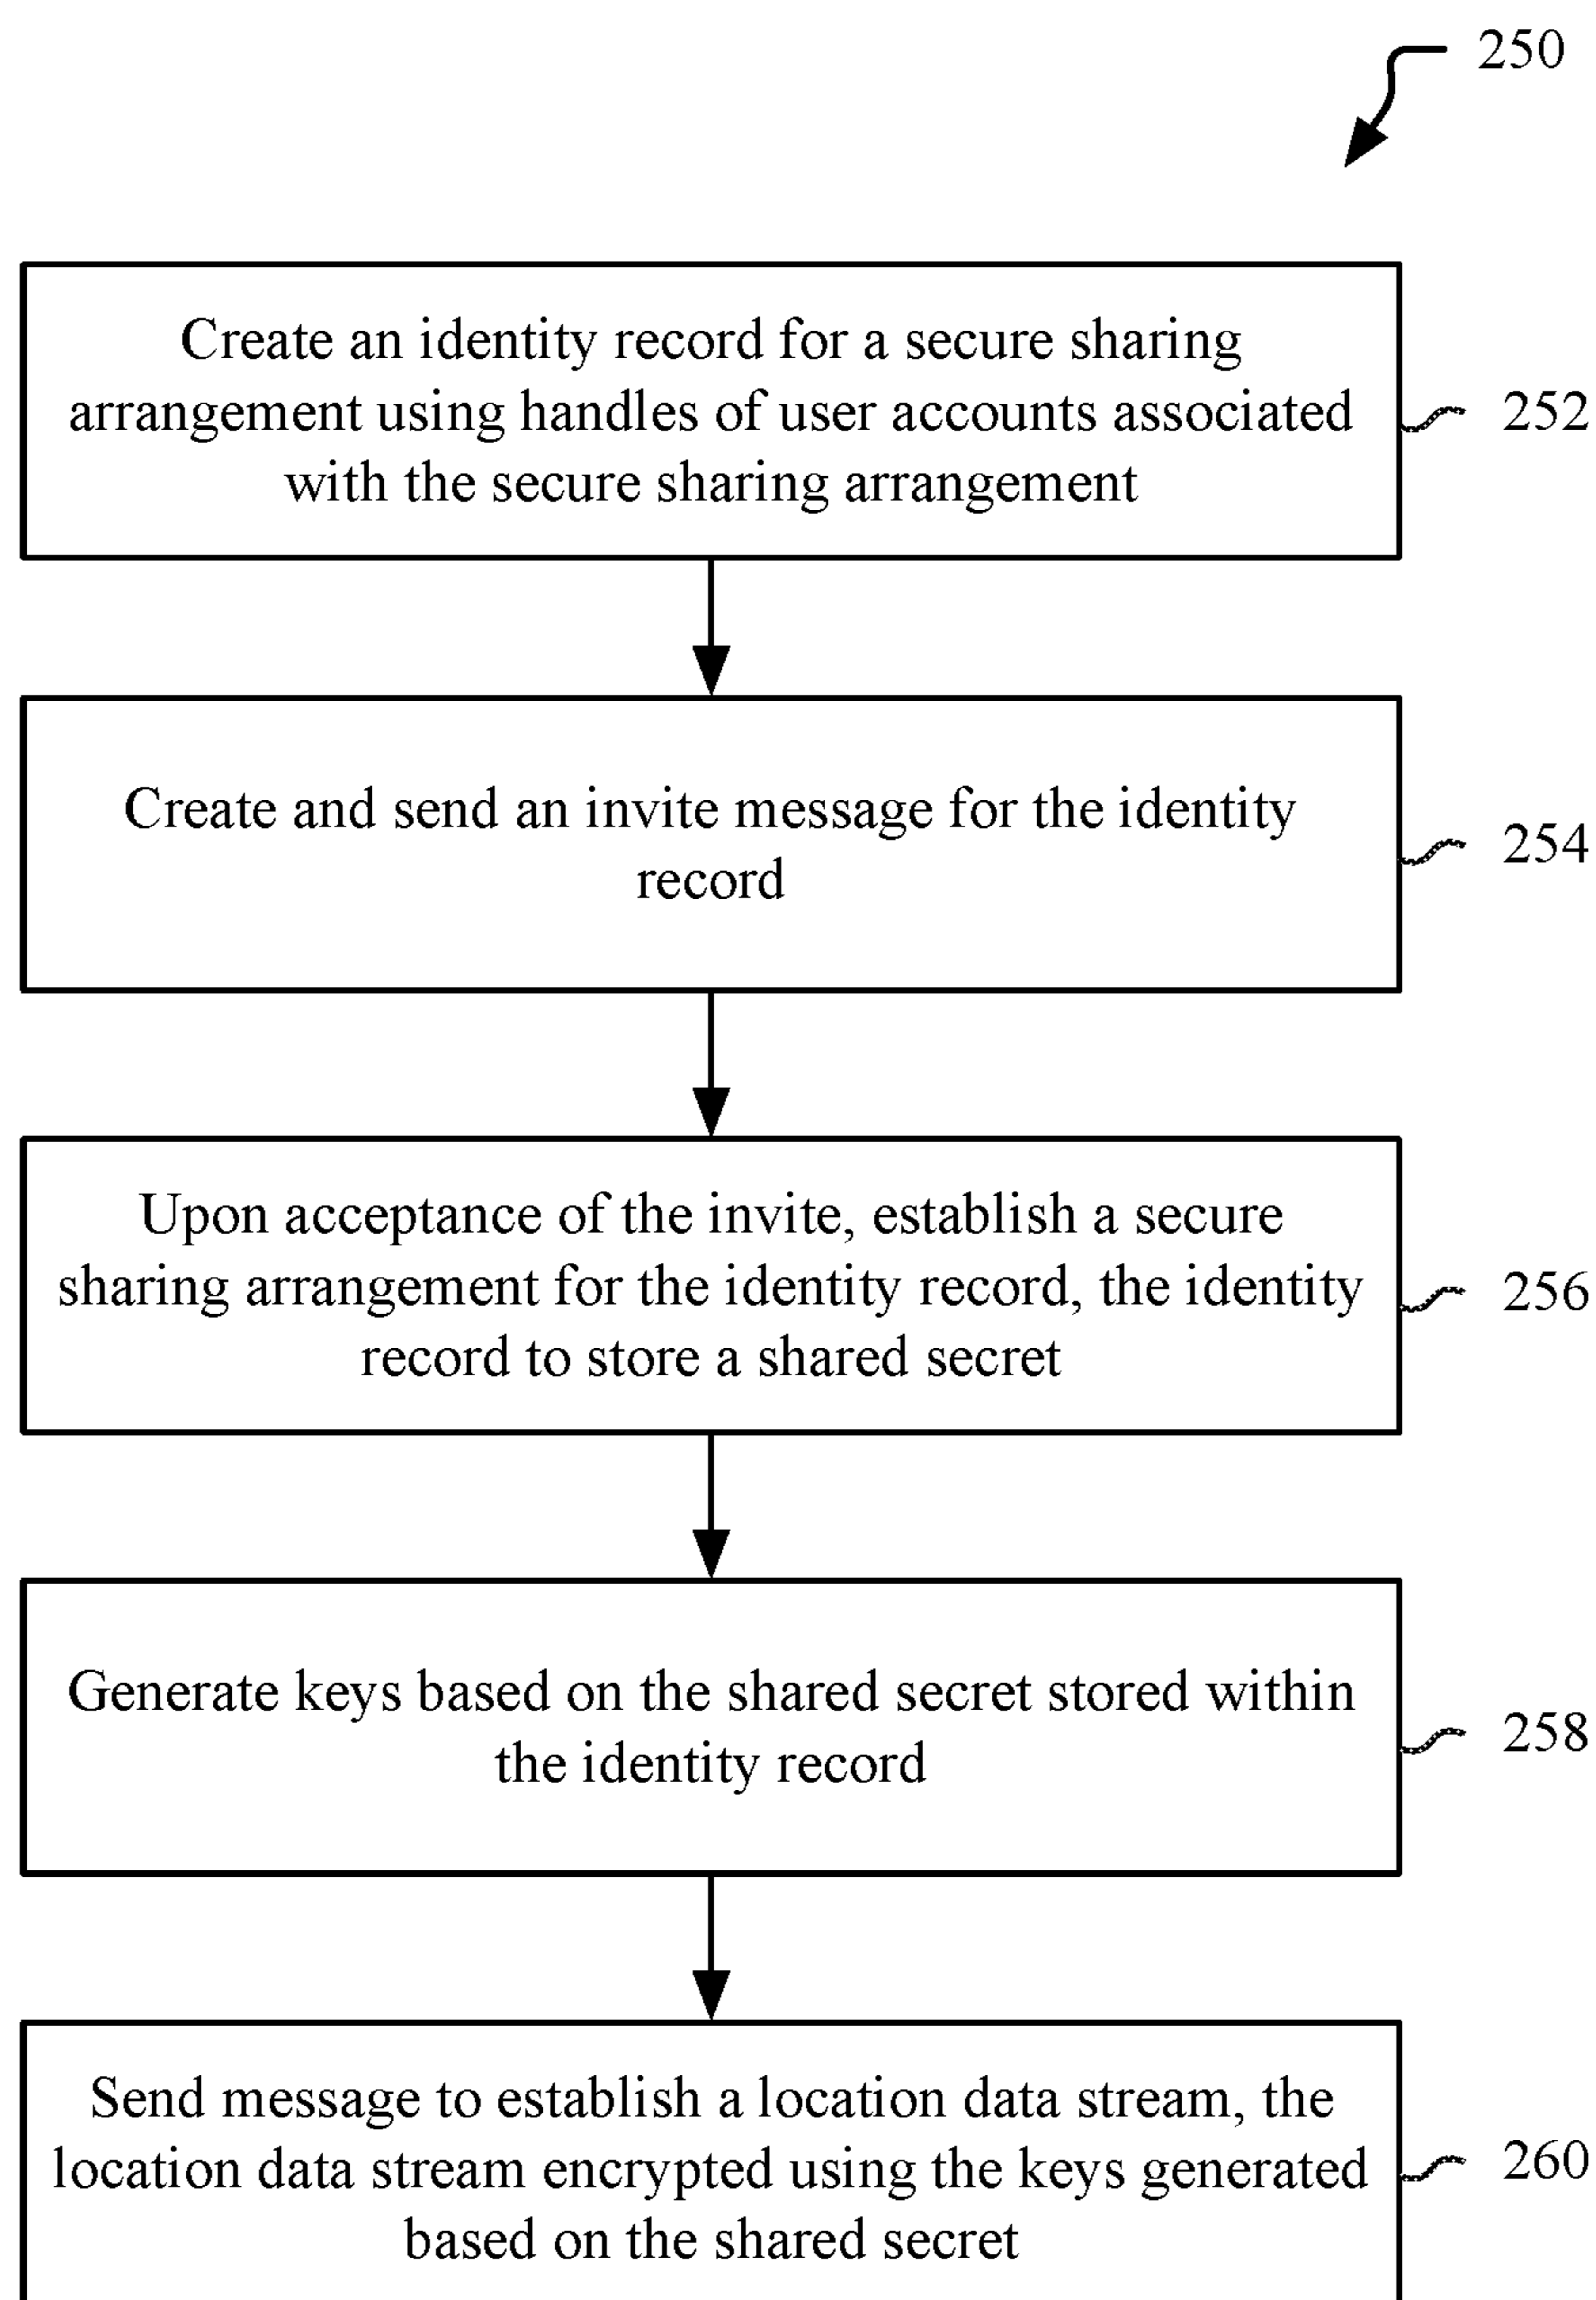 250
Create an identity record for a secure sharing
arrangement using handles of user accounts associated
with the secure sharing arrangement
252
Create and send an invite message for the identity
record
254
Upon acceptance of the invite, establish a secure
sharing arrangement for the identity record, the identity
record to store a shared secret
256
Generate keys based on the shared secret stored within
the identity record
258
Send message to establish a location data stream, the
location data stream encrypted using the keys generated
based on the shared secret
260